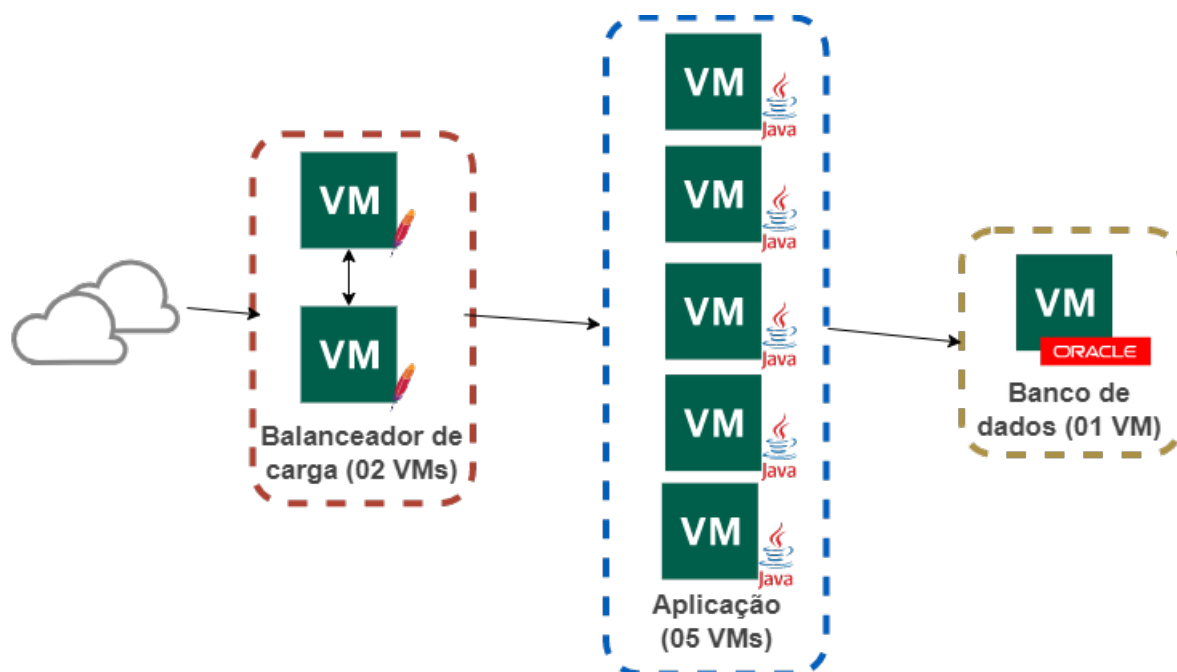 VM
VM
Balanceador de
carga (02 VMs)
VM
Java
VM
Java
VM
Java
VM
Java
VM
Java
Aplicação
(05 VMs)
VM
ORACLE
Banco de
dados (01 VM)